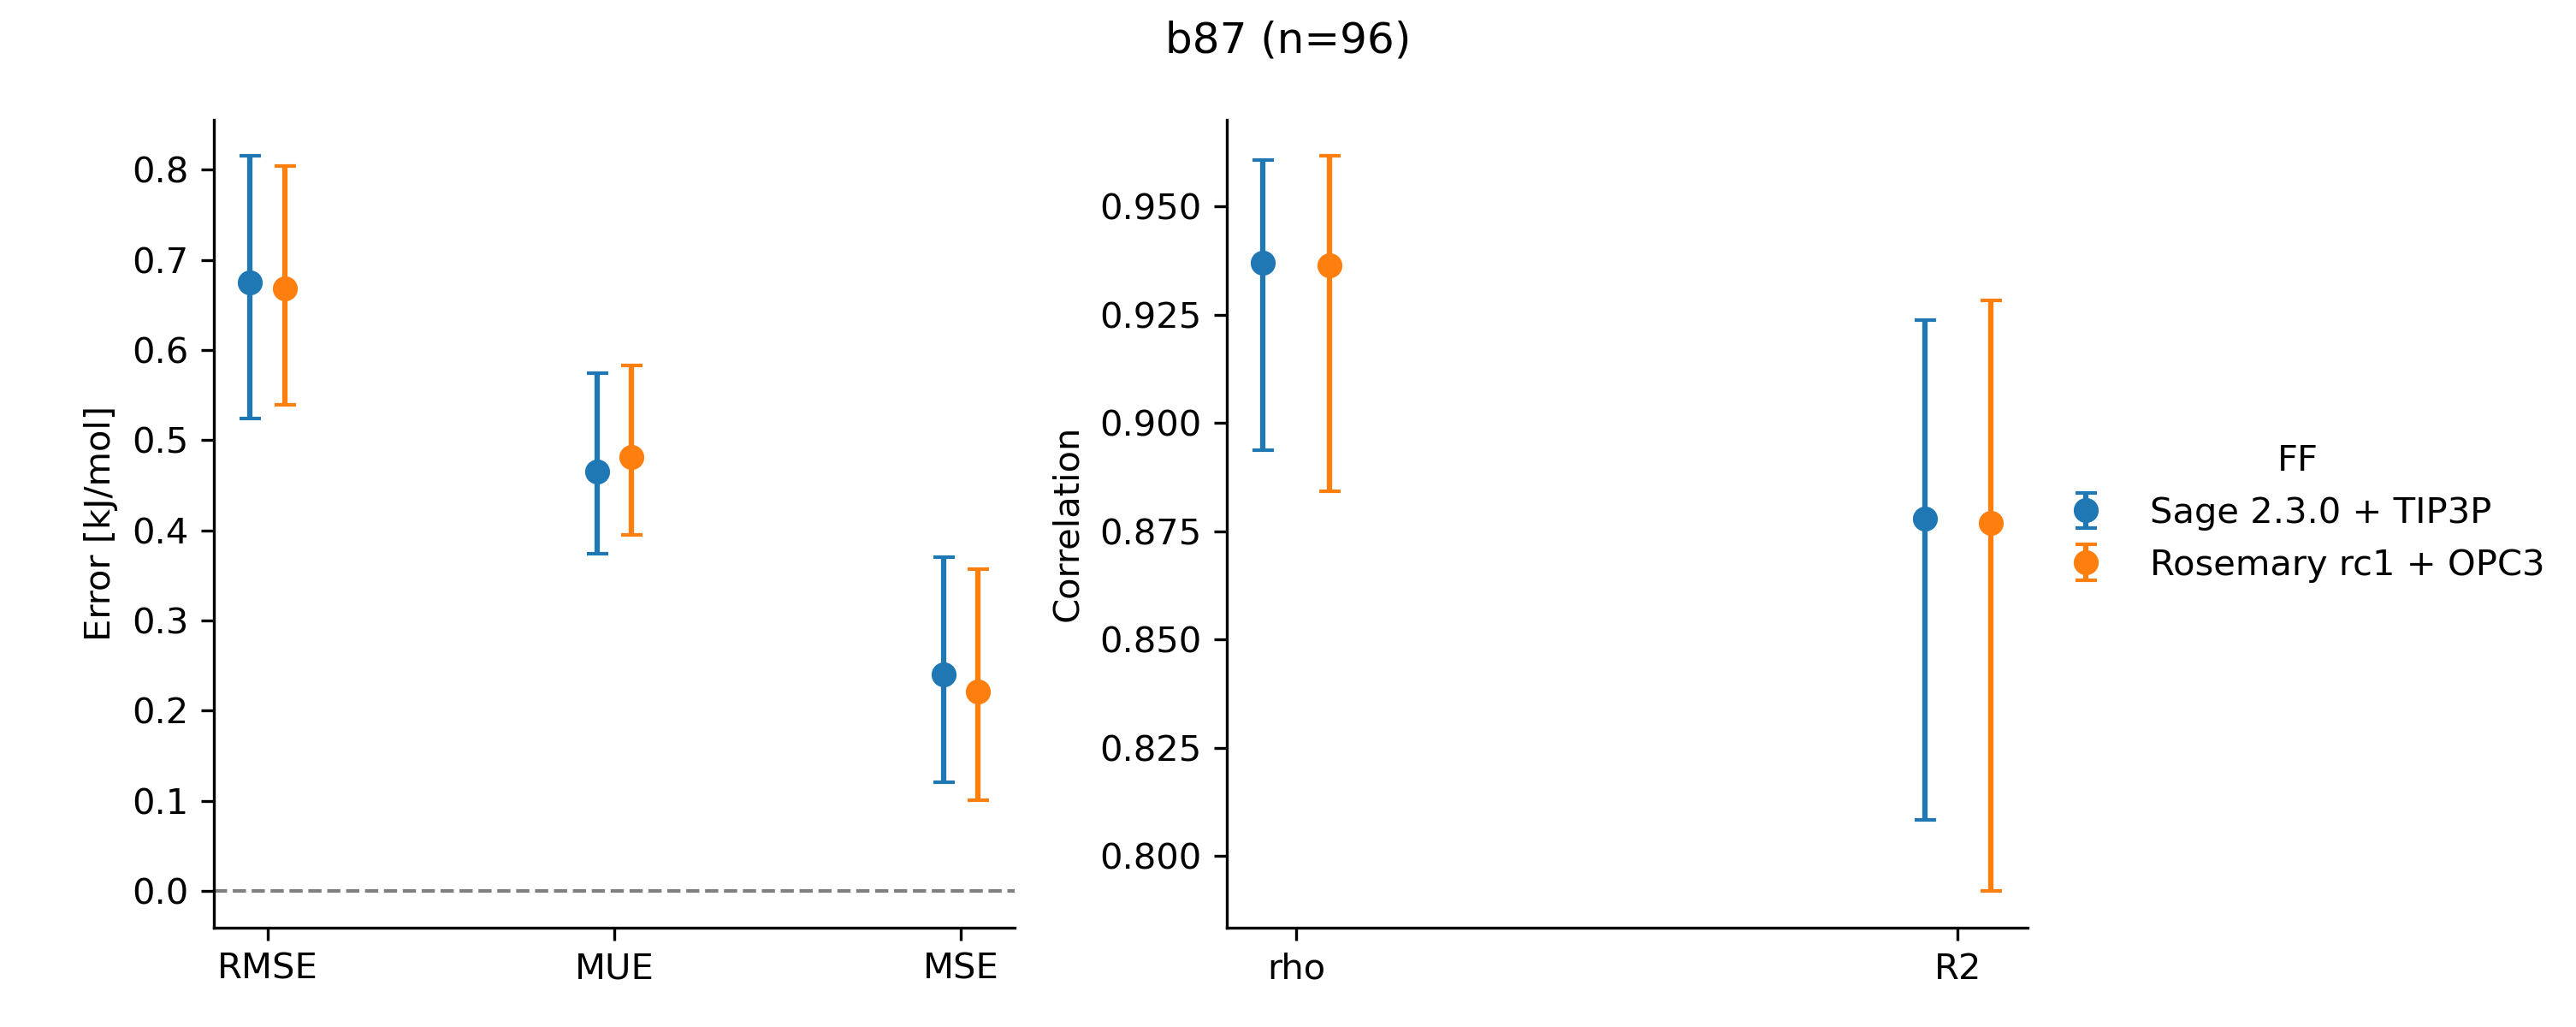 b87 (n=96)
Error [kJ/mol]
0.8
0.7
0.6
0.5
0.4
0.3
0.2
0.1
0.0
RMSE
MUE
MSE
Correlation
0.950
0.925
0.900
0.875
0.850
0.825
0.800
rho
R2
FF
Sage 2.3.0 + TIP3P
Rosemary rc1 + OPC3